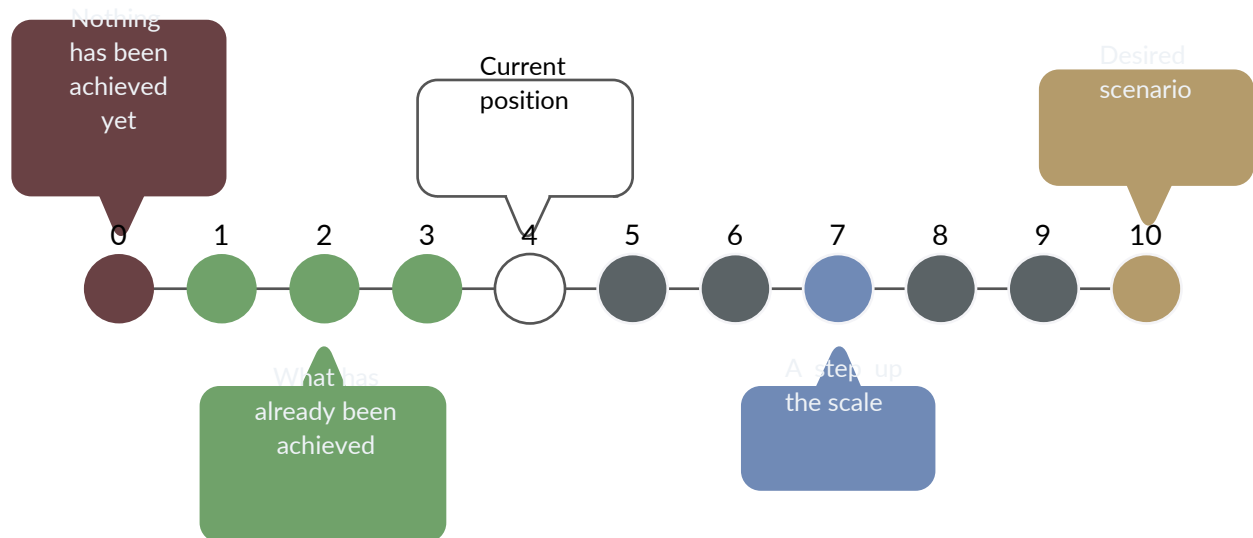 Nothing
has been
achieved
yet
Current
position
Desired
scenario
0 1 2 3 4 5 6 7 8 9 10
What has
already been
achieved
A step up
the scale